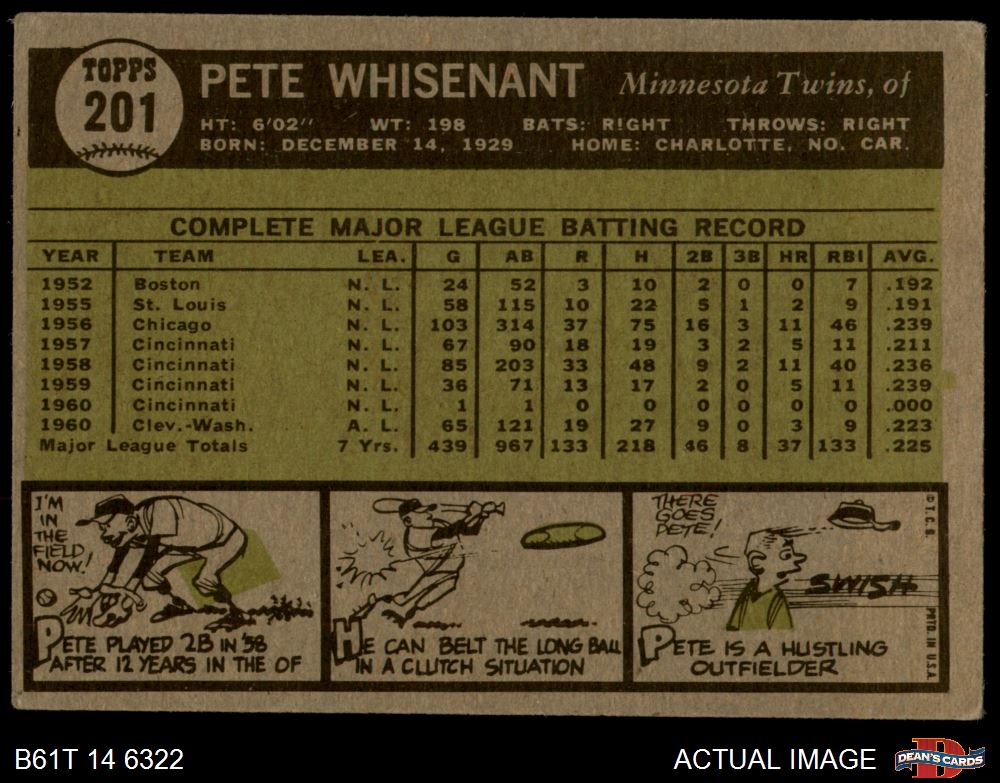 TOPPS
201
PETE WHISENANT Minnesota Twins, of
HT: 6'02" WT: 198 BATS: RIGHT THROWS: RIGHT
BORN: DECEMBER 14, 1929 HOME: CHARLOTTE, NO. CAR.
COMPLETE MAJOR LEAGUE BATTING RECORD
YEAR TEAM LEA. G AB R H 2B 3B HR RBI AVG.
1952 Boston N. L. 24 52 3 10 2 0 0 7 .192
1955 St. Louis N. L. 58 115 10 22 5 1 2 9 .191
1956 Chicago N. L. 103 314 37 75 16 3 11 46 .239
1957 Cincinnati N. L. 67 90 18 19 3 2 5 11 .211
1958 Cincinnati N. L. 85 203 33 48 9 2 11 40 .236
1959 Cincinnati N. L. 36 71 13 17 2 0 5 11 .239
1960 Cincinnati N. L. 1 1 0 0 0 0 0 0 .000
1960 Clev.-Wash. A. L. 65 121 19 27 9 0 3 9 .223
Major League Totals 7 Yrs. 439 967 133 218 46 8 37 133 .225
I'M
IN
THE
FIELD
NOW!
PETE PLAYED 2B IN '58
AFTER 12 YEARS IN THE OF
HE CAN BELT THE LONG BALL
IN A CLUTCH SITUATION
THERE
GOES
PETE!
SWISH
PETE IS A HUSTLING
OUTFIELDER
© T. C. G.
PRTD. IN U.S.A.
B61T 14 6322
ACTUAL IMAGE
D
DEAN'S CARDS